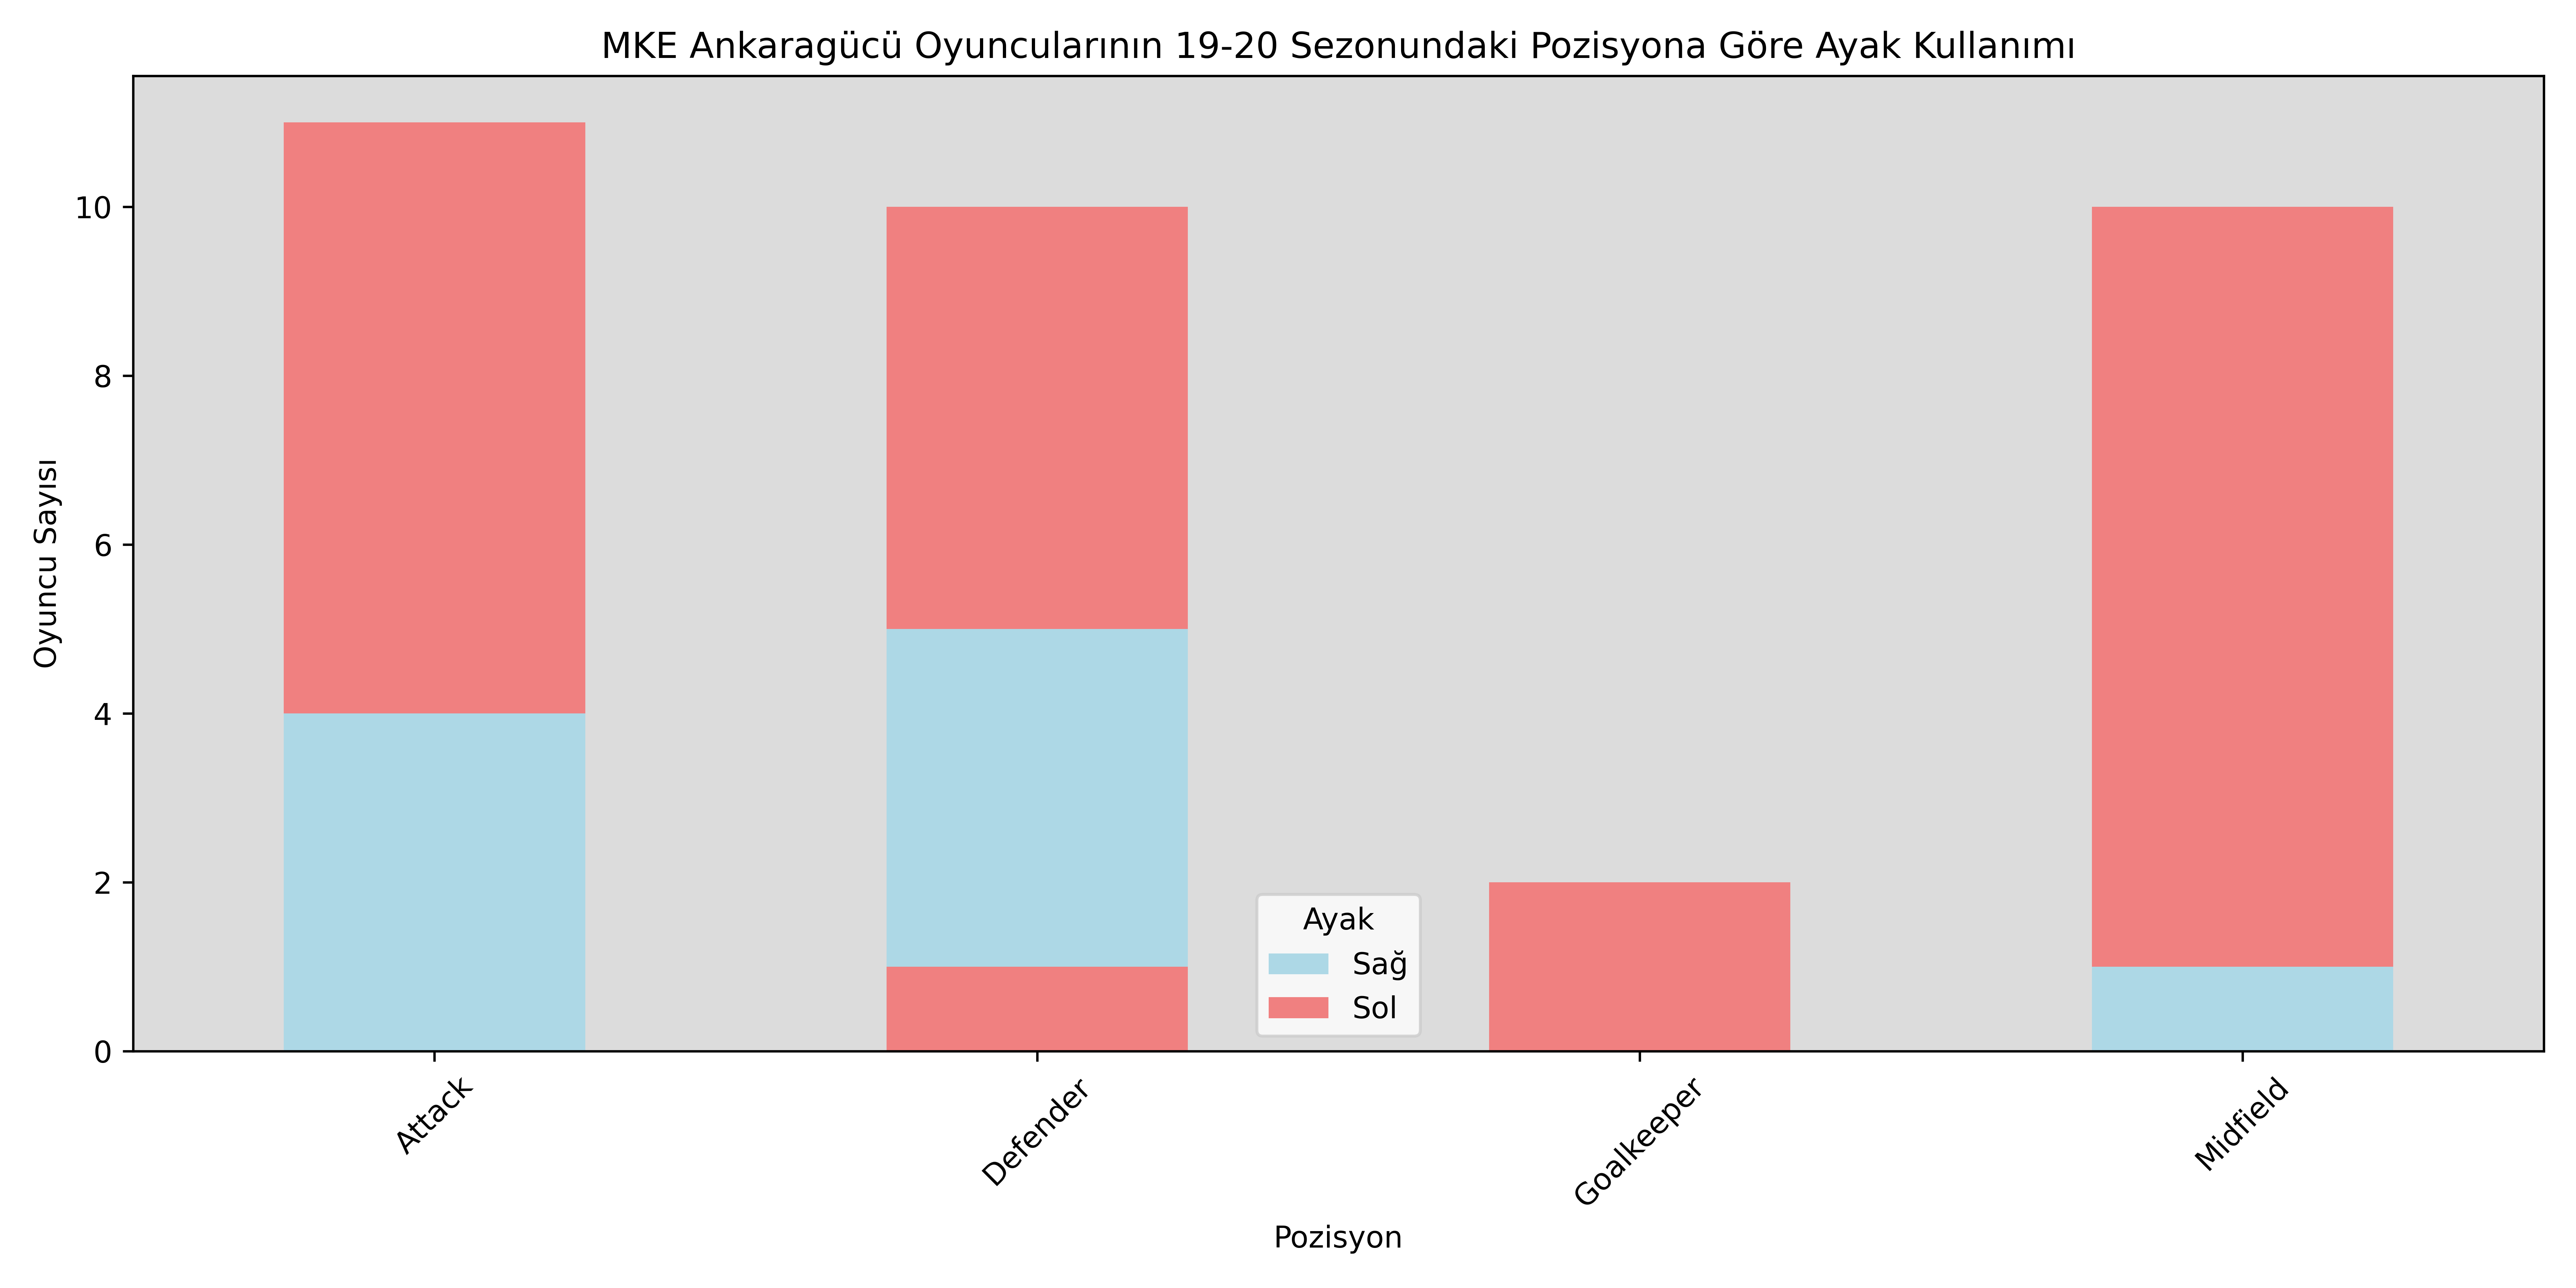 MKE Ankaragücü Oyuncularının 19-20 Sezonundaki Pozisyona Göre Ayak Kullanımı
Oyuncu Sayısı
10
8
6
4
2
0
Ayak
Sağ
Sol
Attack
Defender
Goalkeeper
Midfield
Pozisyon